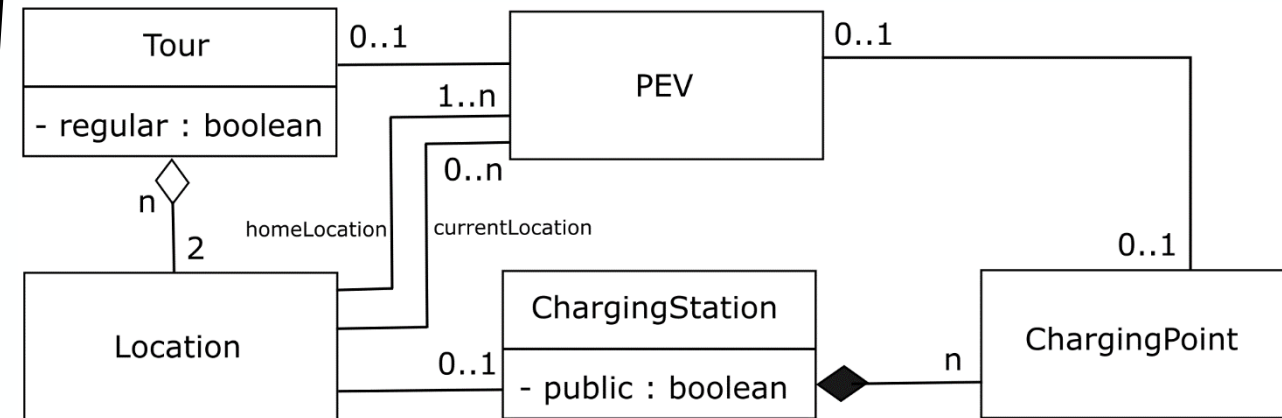 Tour
0..1
PEV
0..1
- regular : boolean
1..n
0..n
n
homeLocation
currentLocation
2
0..1
Location
ChargingStation
0..1
- public : boolean
n
ChargingPoint